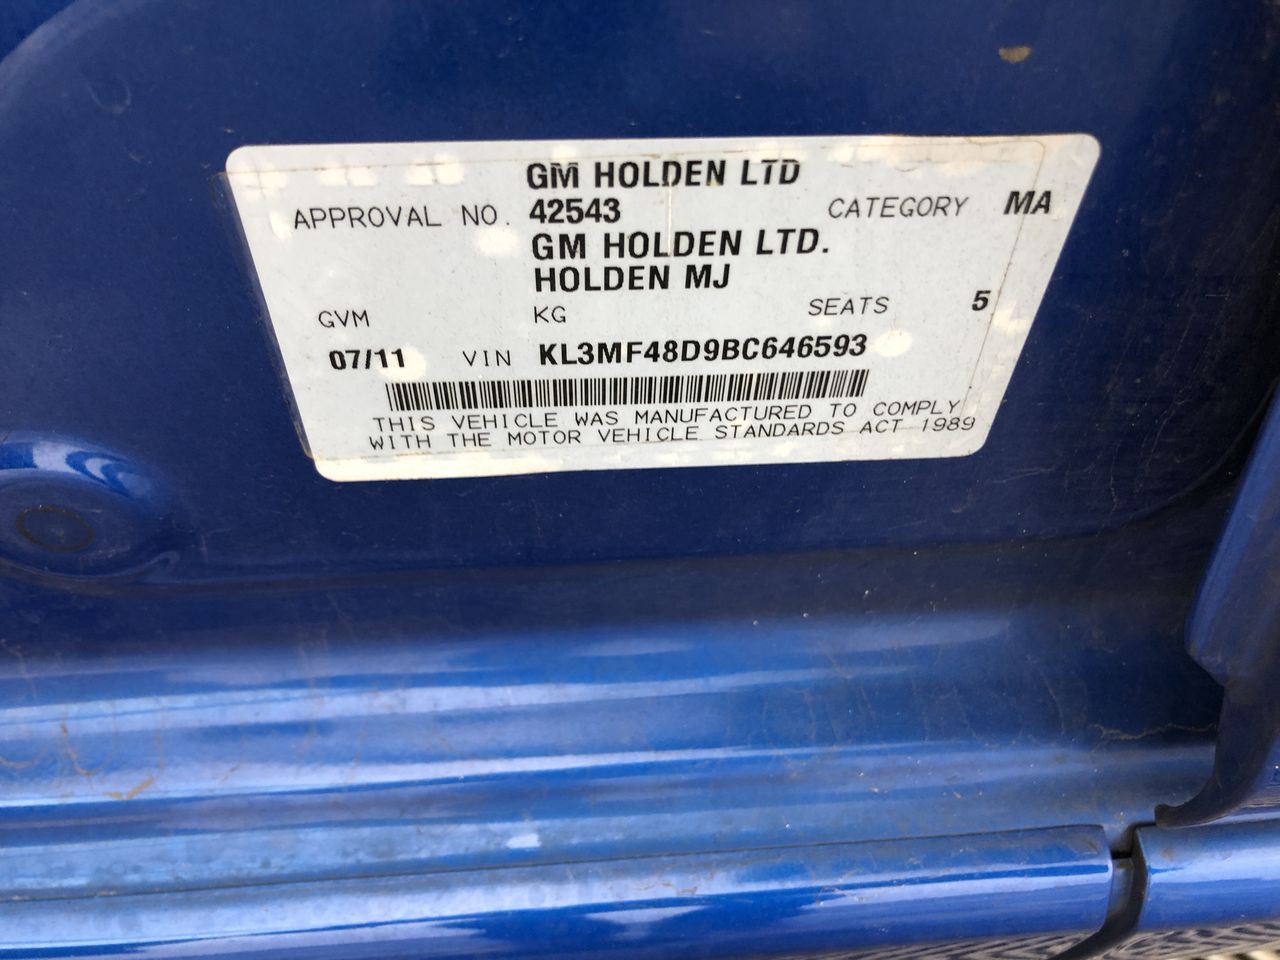 GM HOLDEN LTD
APPROVAL NO. 42543 CATEGORY MA
GM HOLDEN LTD.
HOLDEN MJ
GVM KG SEATS 5
07/11 VIN KL3MF48D9BC646593
THIS VEHICLE WAS MANUFACTURED TO COMPLY
WITH THE MOTOR VEHICLE STANDARDS ACT 1989